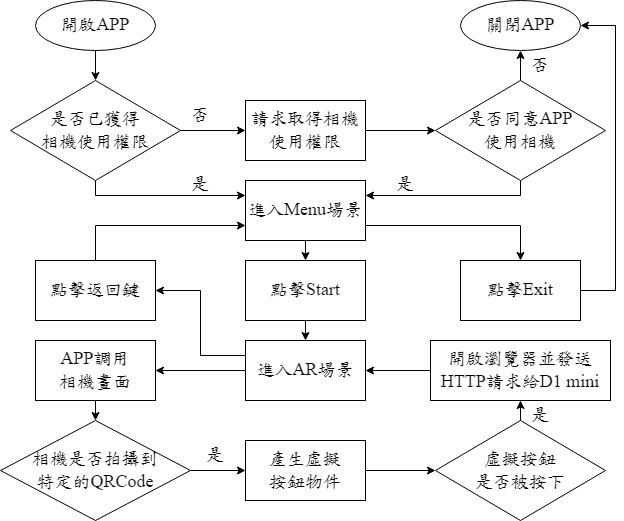 開啟APP
關閉APP
否
是否已獲得
相機使用權限
否
請求取得相機
使用權限
是否同意APP
使用相機
是
是
進入Menu場景
點擊返回鍵
點擊Start
點擊Exit
APP調用
相機畫面
進入AR場景
開啟瀏覽器並發送
HTTP請求給D1 mini
是
相機是否拍攝到
特定的QRCode
是
產生虛擬
按鈕物件
虛擬按鈕
是否被按下